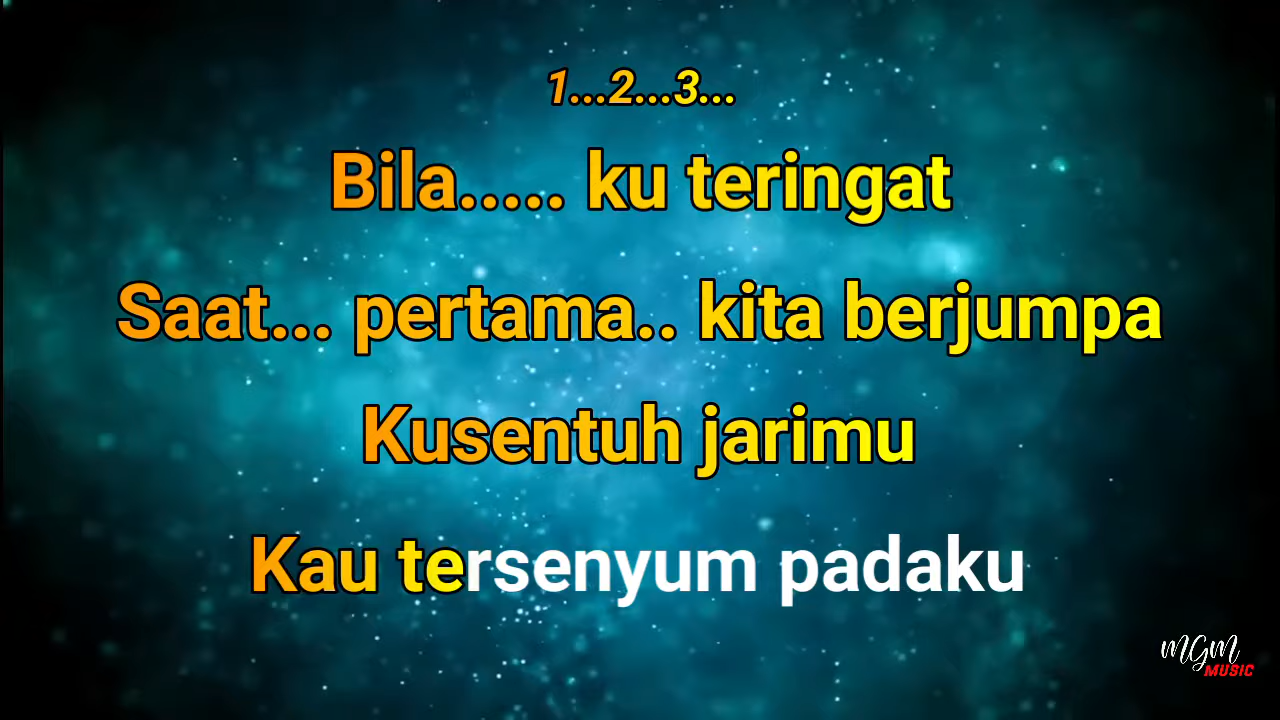 1...2...3...
Bila..... ku teringat
Saat... pertama.. kita berjumpa
Kusentuh jarimu
Kau tersenyum padaku
MGM
MUSIC